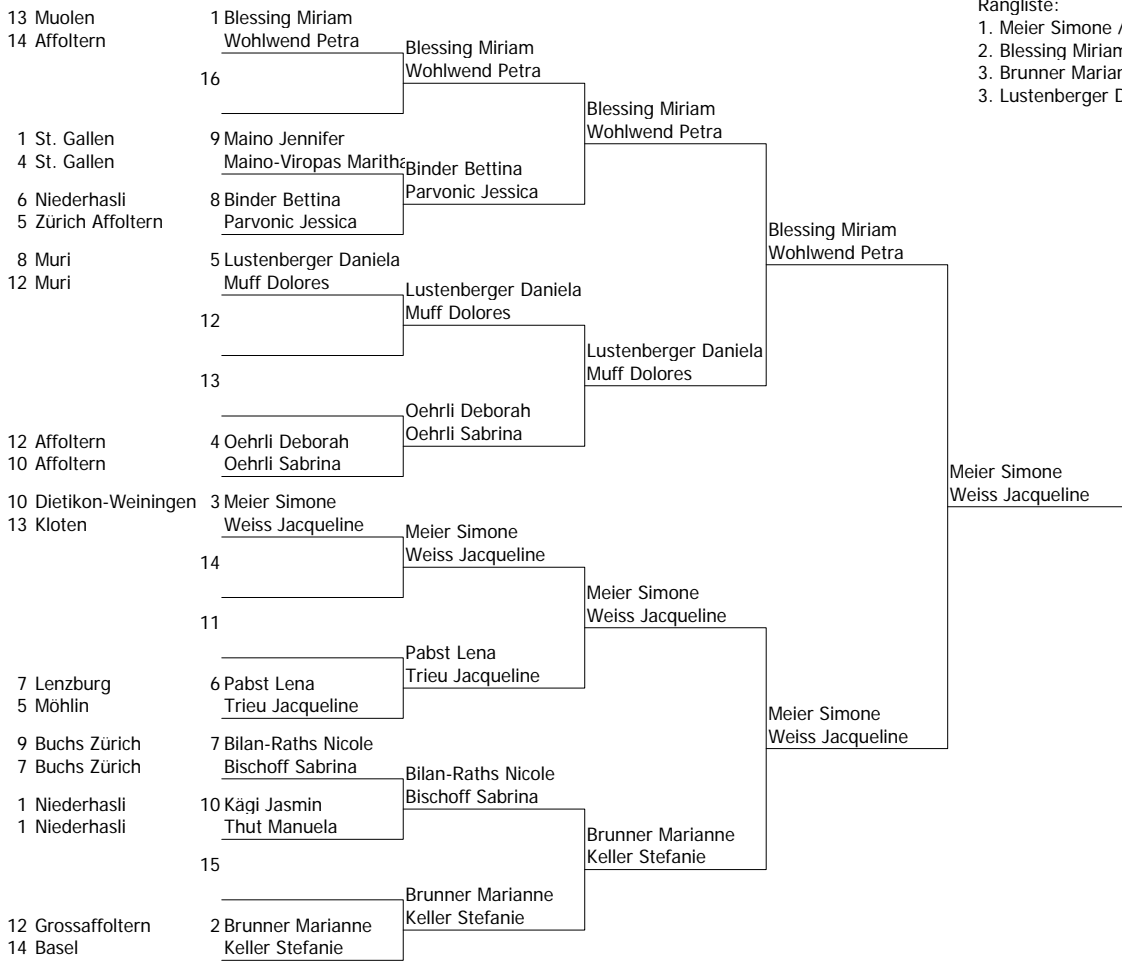 Rangliste:
1. Meier Simone
2. Blessing Miriam
3. Brunner
3. Lustenberger
13 Muolen 1 Blessing Miriam
14 Affoltern Wohlwend Petra
Blessing Miriam
Wohlwend Petra
16
Blessing Miriam
Wohlwend Petra
1 St. Gallen 9 Maino Jennifer
4 St. Gallen Maino-Viropas Maritha
Binder Bettina
Parvonic Jessica
6 Niederhasli 8 Binder Bettina
5 Zürich Affoltern Parvonic Jessica
Blessing Miriam
Wohlwend Petra
8 Muri 5 Lustenberger Daniela
12 Muri Muff Dolores
Lustenberger Daniela
Muff Dolores
12
Lustenberger Daniela
Muff Dolores
13
Oehrli Deborah
Oehrli Sabrina
12 Affoltern 4 Oehrli Deborah
10 Affoltern Oehrli Sabrina
Meier Simone
Weiss Jacqueline
10 Dietikon-Weiningen 3 Meier Simone
13 Kloten Weiss Jacqueline
Meier Simone
Weiss Jacqueline
14
Meier Simone
Weiss Jacqueline
11
Pabst Lena
Trieu Jacqueline
7 Lenzburg 6 Pabst Lena
5 Möhlin Trieu Jacqueline
Meier Simone
Weiss Jacqueline
9 Buchs Zürich 7 Bilan-Raths Nicole
7 Buchs Zürich Bischoff Sabrina
Bilan-Raths Nicole
Bischoff Sabrina
1 Niederhasli 10 Kägi Jasmin
1 Niederhasli Thut Manuela
Brunner Marianne
Keller Stefanie
15
Brunner Marianne
Keller Stefanie
12 Grossaffoltern 2 Brunner Marianne
14 Basel Keller Stefanie